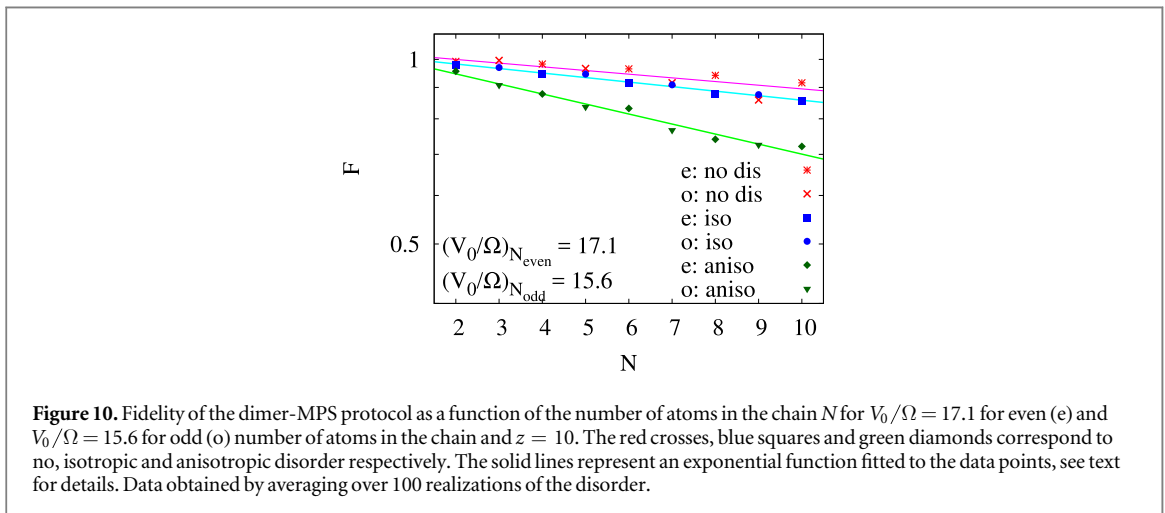 1
0.5
F
(V₀/Ω)Nₑᵥₑₙ = 17.1
(V₀/Ω)N_odd = 15.6
e: no dis
o: no dis
e: iso
o: iso
e: aniso
o: aniso
2 3 4 5 6 7 8 9 10
N
Figure 10. Fidelity of the dimer-MPS protocol as a function of the number of atoms in the chain N for V₀/Ω = 17.1 for even (e) and
V₀/Ω = 15.6 for odd (o) number of atoms in the chain and z = 10. The red crosses, blue squares and green diamonds correspond to
no, isotropic and anisotropic disorder respectively. The solid lines represent an exponential function fitted to the data points, see text
for details. Data obtained by averaging over 100 realizations of the disorder.